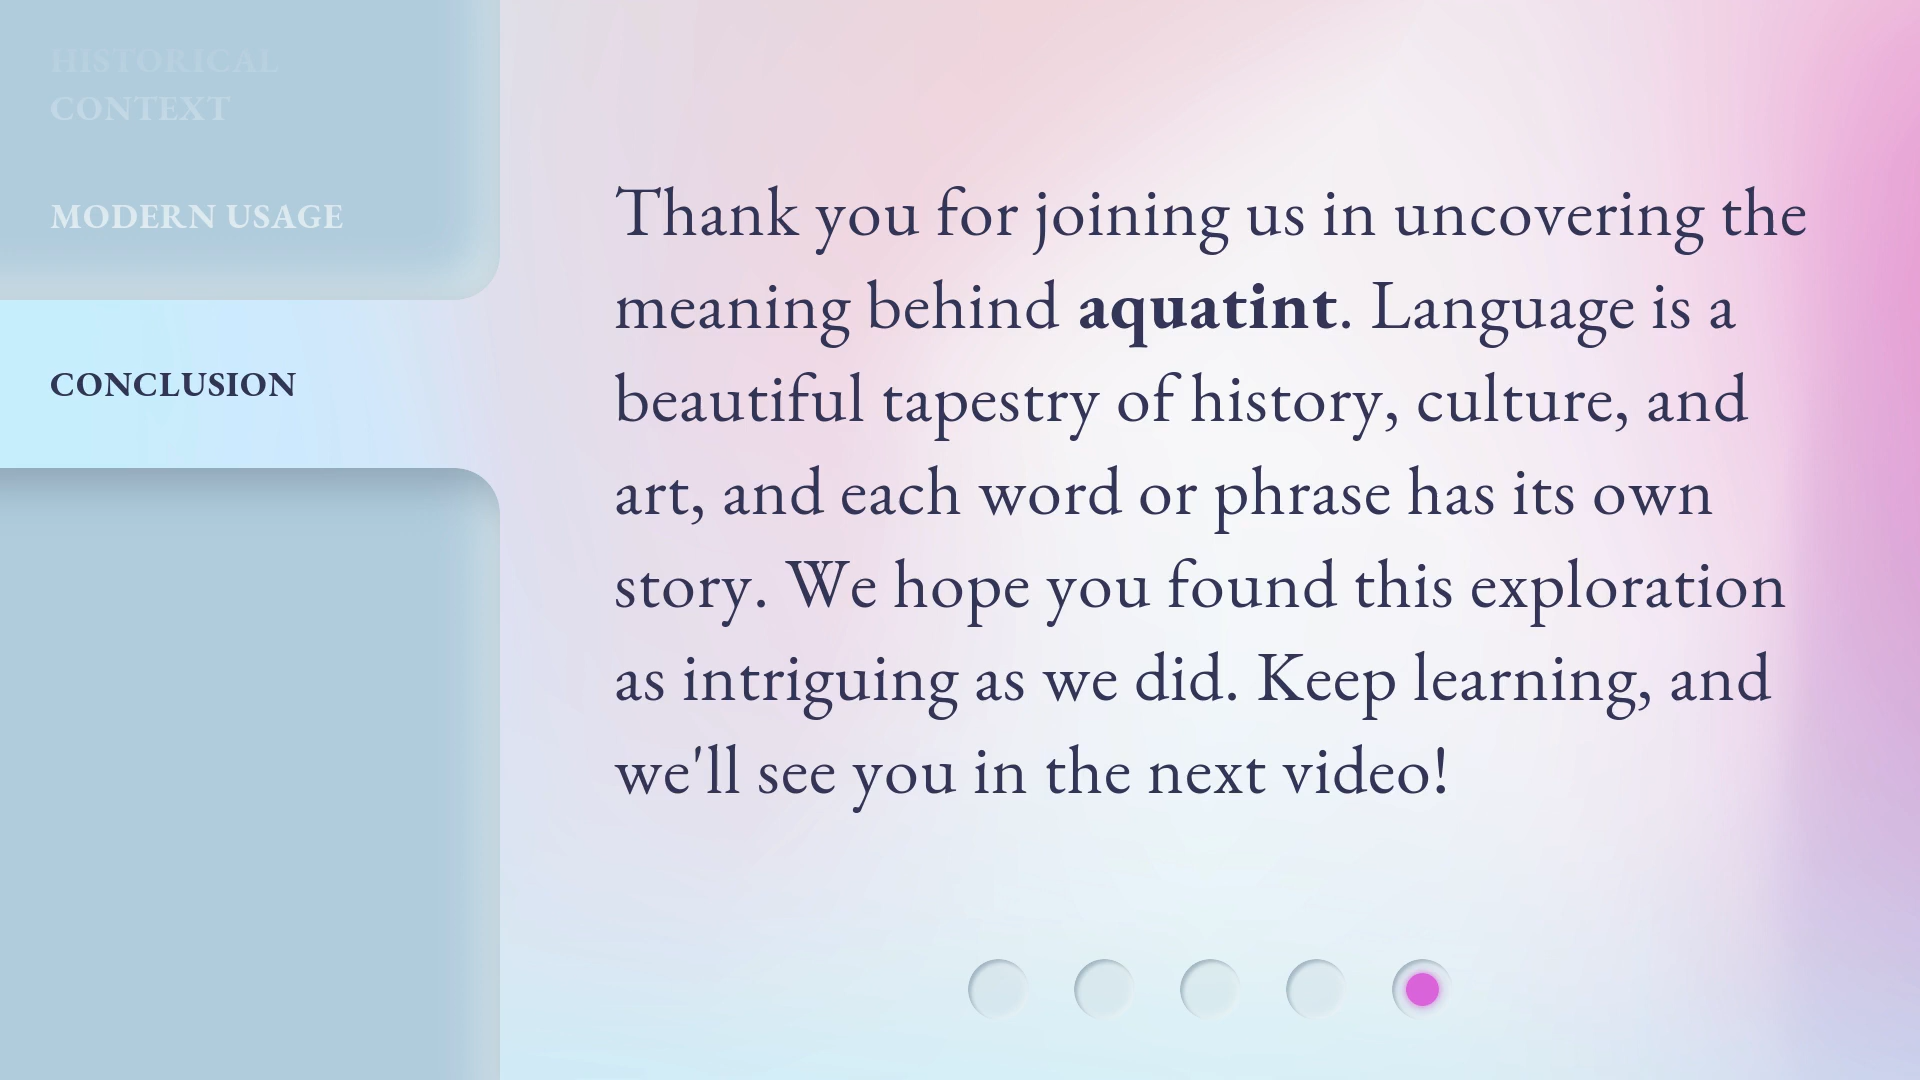 HISTORICAL
CONTEXT
MODERN USAGE
CONCLUSION
Thank you for joining us in uncovering the
meaning behind aquatint. Language is a
beautiful tapestry of history, culture, and
art, and each word or phrase has its own
story. We hope you found this exploration
as intriguing as we did. Keep learning, and
we'll see you in the next video!